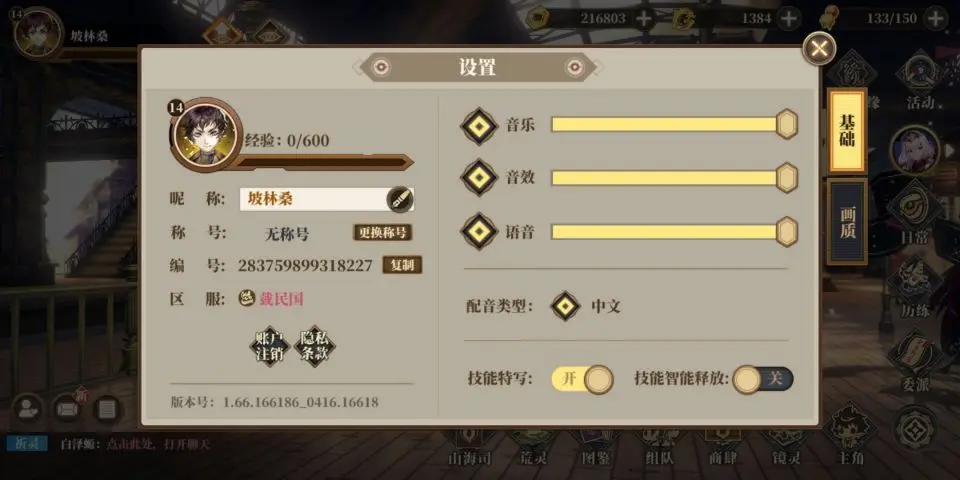 14
坡林桑
216803
1384
133/150
设置
14
经验：0/600
昵 称：
坡林桑
称 号：
无称号
更换称号
编 号：
283759899318227
复制
区 服：
戴民国
账户
注销
隐私
条款
版本号：1.66.166186_0416.16618
音乐
音效
语音
配音类型：
中文
技能特写：
开
技能智能释放：
关
基础
画质
活动
日常
历练
委派
新
祈灵
白泽螈：点击此处，打开聊天
山海司
荒灵
图鉴
组队
商肆
镜灵
主角